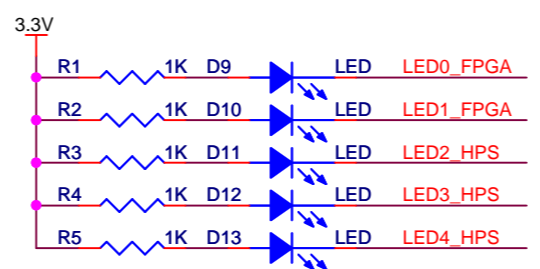 3.3V
R1 1K D9 LED LED0_FPGA
R2 1K D10 LED LED1_FPGA
R3 1K D11 LED LED2_HPS
R4 1K D12 LED LED3_HPS
R5 1K D13 LED LED4_HPS